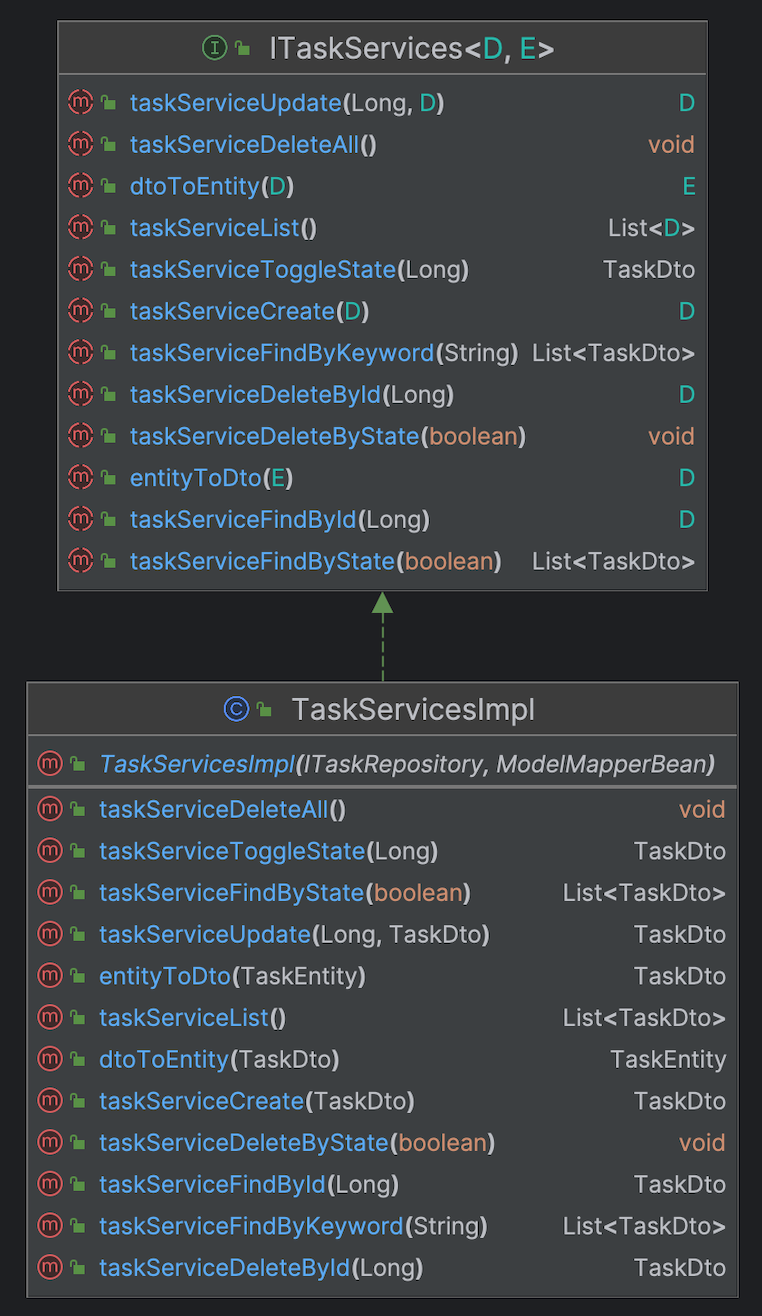 ITaskServices<D, E>
taskServiceUpdate(Long, D) D
taskServiceDeleteAll() void
dtoToEntity(D) E
taskServiceList() List<D>
taskServiceToggleState(Long) TaskDto
taskServiceCreate(D) D
taskServiceFindByKeyword(String) List<TaskDto>
taskServiceDeleteById(Long) D
taskServiceDeleteByState(boolean) void
entityToDto(E) D
taskServiceFindById(Long) D
taskServiceFindByState(boolean) List<TaskDto>
TaskServicesImpl
TaskServicesImpl(ITaskRepository, ModelMapperBean)
taskServiceDeleteAll() void
taskServiceToggleState(Long) TaskDto
taskServiceFindByState(boolean) List<TaskDto>
taskServiceUpdate(Long, TaskDto) TaskDto
entityToDto(TaskEntity) TaskDto
taskServiceList() List<TaskDto>
dtoToEntity(TaskDto) TaskEntity
taskServiceCreate(TaskDto) TaskDto
taskServiceDeleteByState(boolean) void
taskServiceFindById(Long) TaskDto
taskServiceFindByKeyword(String) List<TaskDto>
taskServiceDeleteById(Long) TaskDto